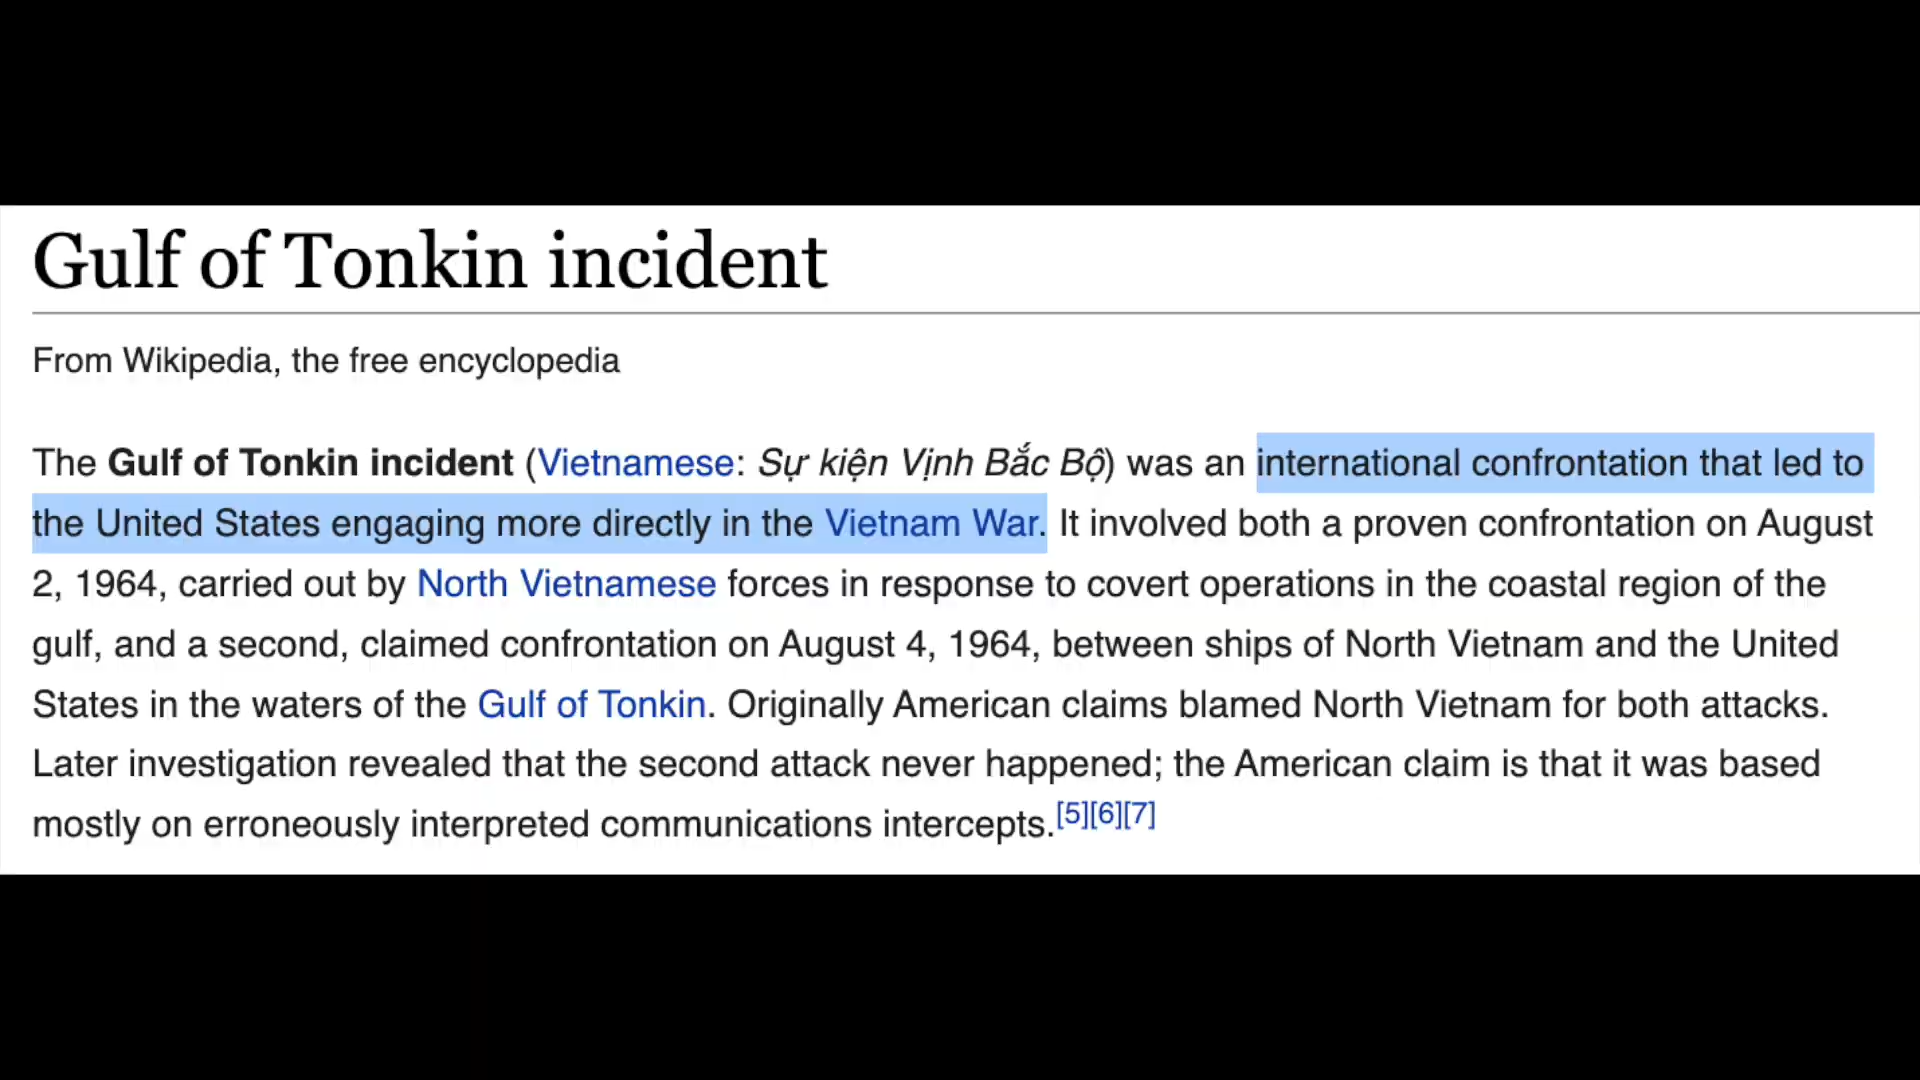 Gulf of Tonkin incident
From Wikipedia, the free encyclopedia
The Gulf of Tonkin incident (Vietnamese: Sự kiện Vịnh Bắc Bộ) was an international confrontation that led to
the United States engaging more directly in the Vietnam War. It involved both a proven confrontation on August
2, 1964, carried out by North Vietnamese forces in response to covert operations in the coastal region of the
gulf, and a second, claimed confrontation on August 4, 1964, between ships of North Vietnam and the United
States in the waters of the Gulf of Tonkin. Originally American claims blamed North Vietnam for both attacks.
Later investigation revealed that the second attack never happened; the American claim is that it was based
mostly on erroneously interpreted communications intercepts.[5][6][7]